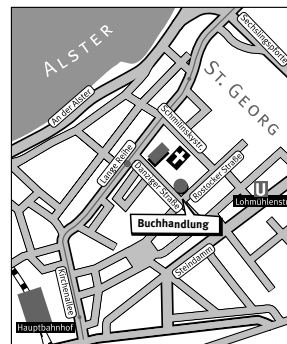 ALSTER
Sechslingspforte
ST. GEORG
An der Alster
Schmilinskystr.
Lange Reihe
Danziger Straße
Rostocker Straße
U
Lohmühlenstr
Buchhandlung
Steindamm
Kirchenallee
Hauptbahnhof